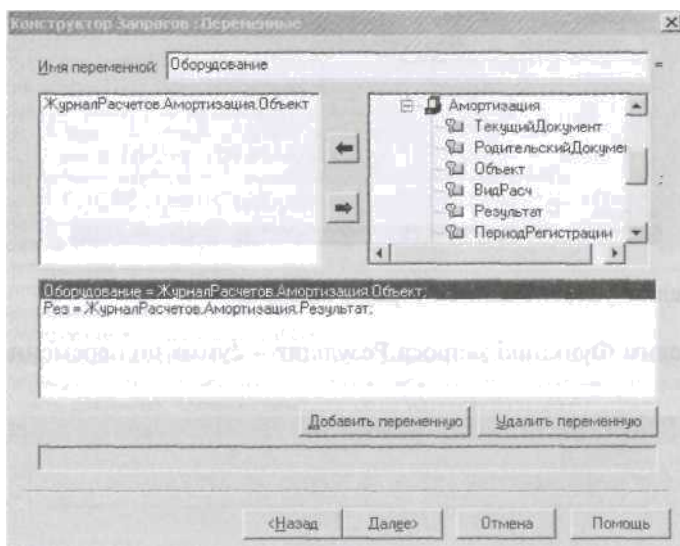 Конструктор Запросов : Переменные
Имя переменной: Оборудование =
ЖурналРасчетов.Амортизация.Объект
Амортизация
ТекущийДокумент
РодительскийДокумен
Объект
ВидРасч
Результат
ПериодРегистрации
;
Оборудование = ЖурналРасчетов.Амортизация.Объект;
Рез = ЖурналРасчетов.Амортизация.Результат;
Добавить переменную
Удалить переменную
<Назад
Далее>
Отмена
Помощь